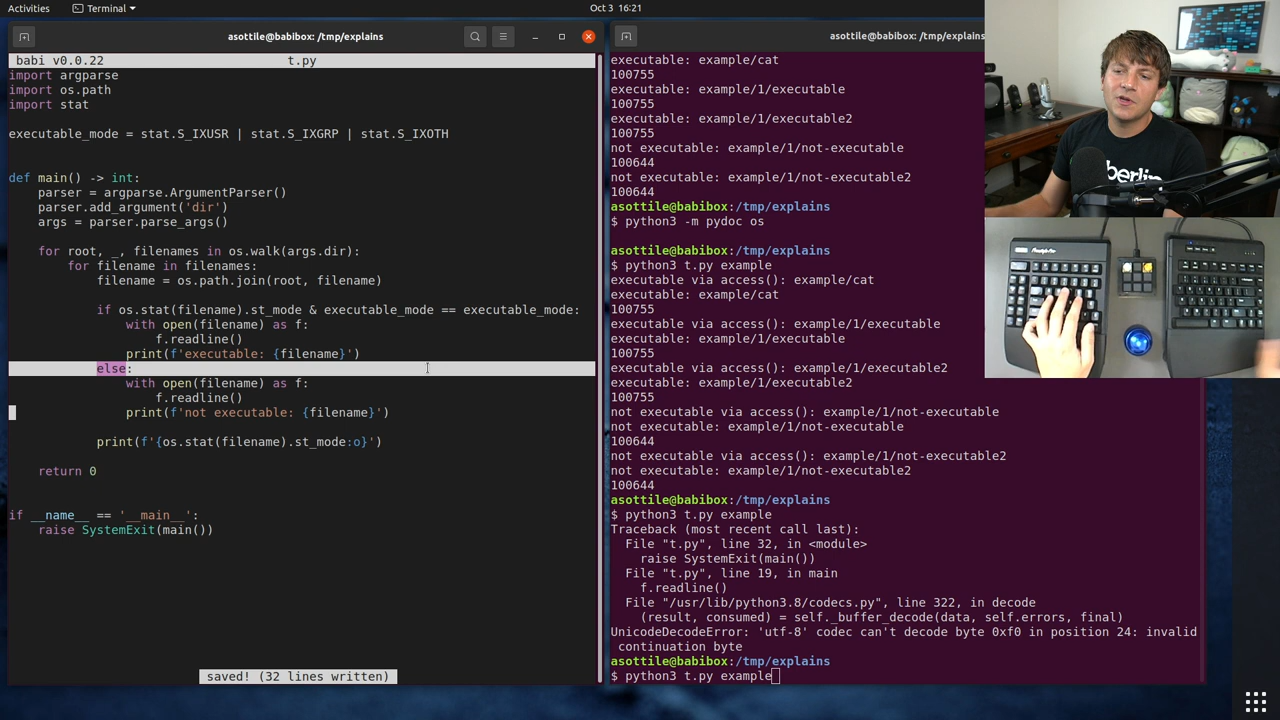 Activities
Terminal
Oct 3 16:21
asottile@babibox: /tmp/explains
babi v0.0.22 t.py
import argparse
import os.path
import stat
executable_mode = stat.S_IXUSR | stat.S_IXGRP | stat.S_IXOTH
def main() -> int:
parser = argparse.ArgumentParser()
parser.add_argument('dir')
args = parser.parse_args()
for root, _, filenames in os.walk(args.dir):
for filename in filenames:
filename = os.path.join(root, filename)
if os.stat(filename).st_mode & executable_mode == executable_mode:
with open(filename) as f:
f.readline()
print(f'executable: {filename}')
else:
with open(filename) as f:
f.readline()
print(f'not executable: {filename}')
print(f'{os.stat(filename).st_mode:o}')
return 0
if __name__ == '__main__':
raise SystemExit(main())
saved! (32 lines written)
asottile@babibox: /tmp/explains
executable: example/cat
100755
executable: example/1/executable
100755
executable: example/1/executable2
100755
not executable: example/1/not-executable
100644
not executable: example/1/not-executable2
100644
asottile@babibox:/tmp/explains
$ python3 -m pydoc os
asottile@babibox:/tmp/explains
$ python3 t.py example
executable via access(): example/cat
executable: example/cat
100755
executable via access(): example/1/executable
executable: example/1/executable
100755
executable via access(): example/1/executable2
executable: example/1/executable2
100755
not executable via access(): example/1/not-executable
not executable: example/1/not-executable
100644
not executable via access(): example/1/not-executable2
not executable: example/1/not-executable2
100644
asottile@babibox:/tmp/explains
$ python3 t.py example
Traceback (most recent call last):
File "t.py", line 32, in <module>
raise SystemExit(main())
File "t.py", line 19, in main
f.readline()
File "/usr/lib/python3.8/codecs.py", line 322, in decode
(result, consumed) = self._buffer_decode(data, self.errors, final)
UnicodeDecodeError: 'utf-8' codec can't decode byte 0xf0 in position 24: invalid
continuation byte
asottile@babibox:/tmp/explains
$ python3 t.py example
berlin